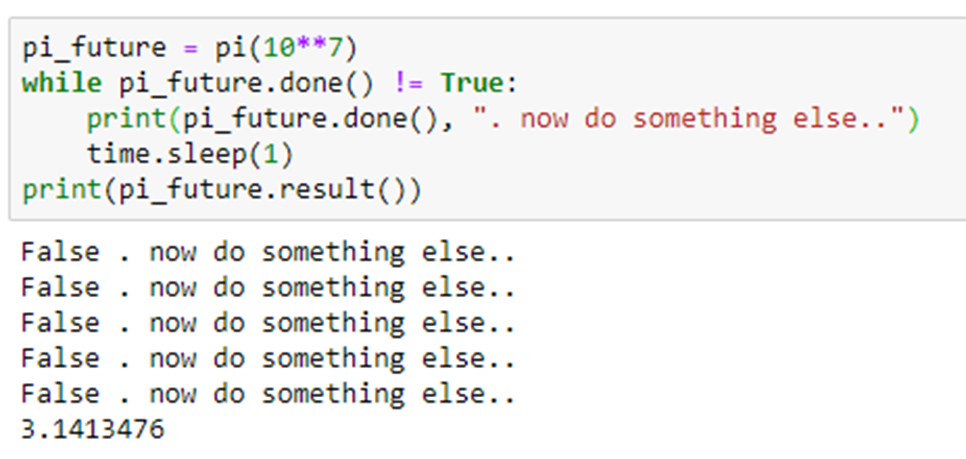 pi_future = pi(10**7)
while pi_future.done() != True:
    print(pi_future.done(), ". now do something else..")
    time.sleep(1)
print(pi_future.result())
False . now do something else..
False . now do something else..
False . now do something else..
False . now do something else..
False . now do something else..
3.1413476